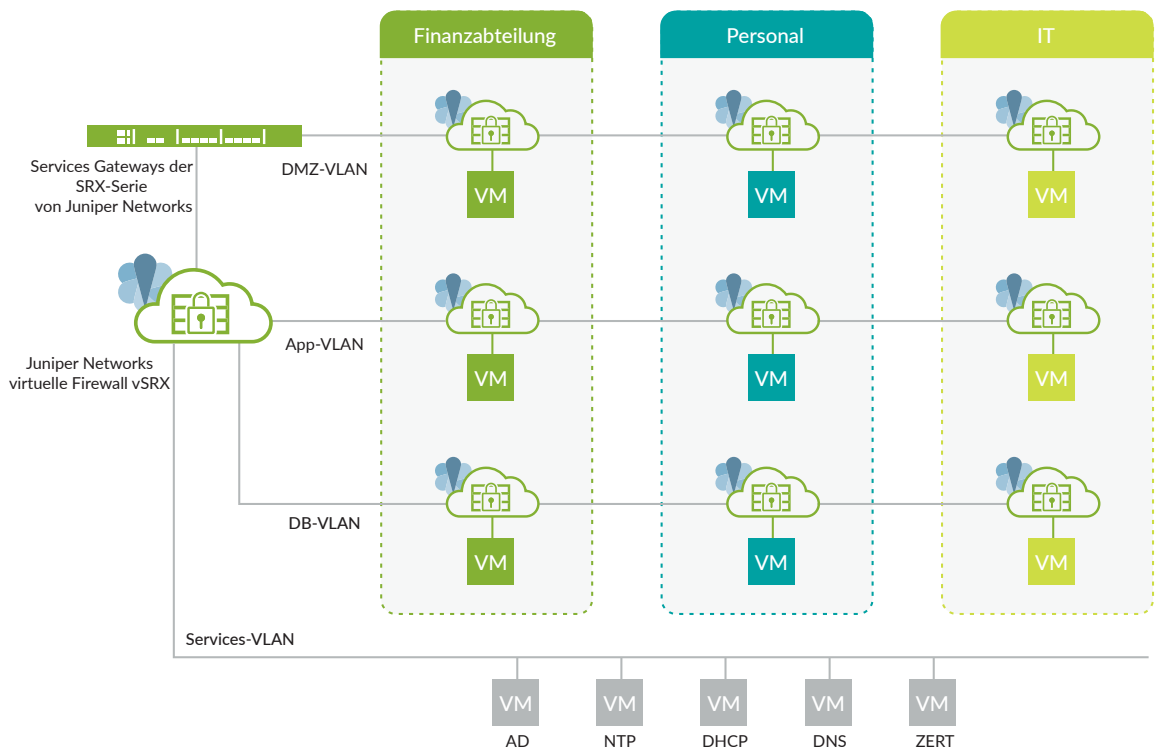 Finanzabteilung
Personal
IT
Services Gateways der
SRX-Serie
von Juniper Networks
DMZ-VLAN
VM
VM
VM
Juniper Networks
virtuelle Firewall vSRX
App-VLAN
VM
VM
VM
DB-VLAN
VM
VM
VM
Services-VLAN
VM
VM
VM
VM
VM
AD
NTP
DHCP
DNS
ZERT